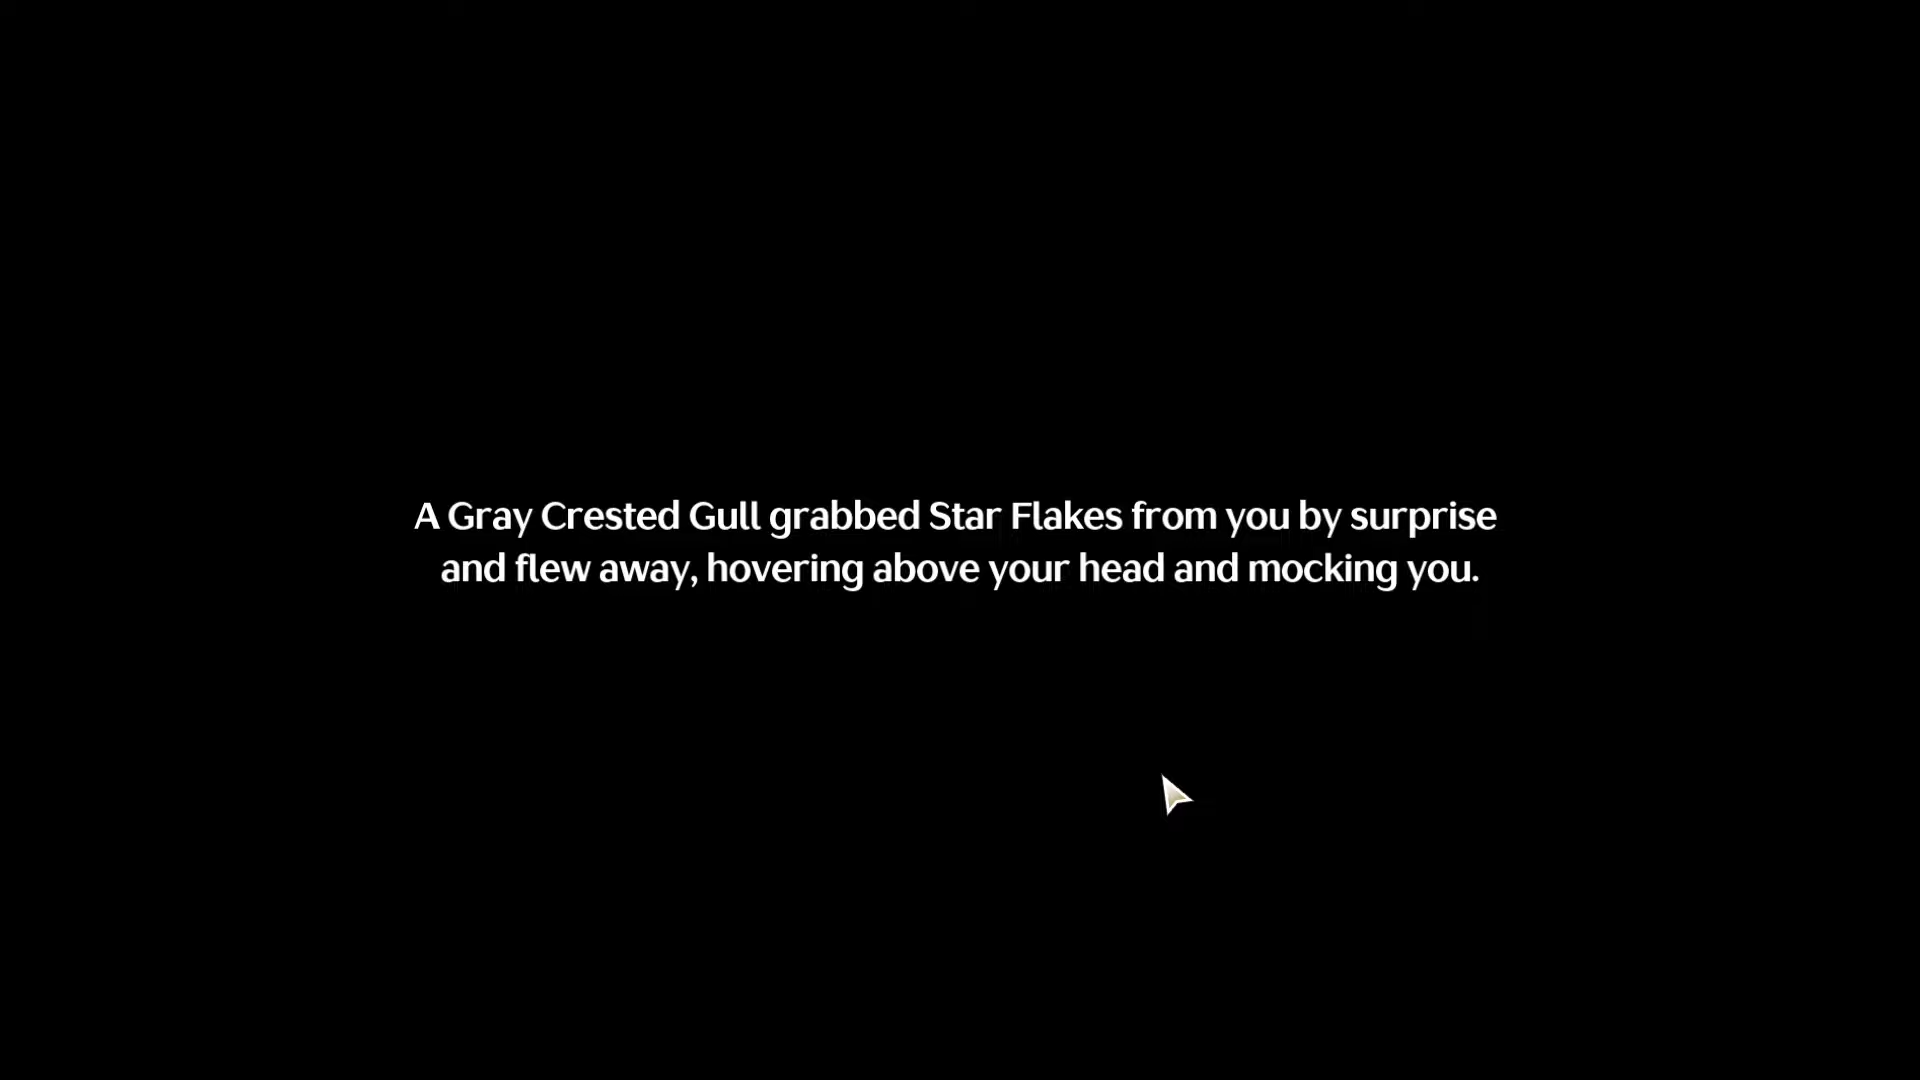 A Gray Crested Gull grabbed Star Flakes from you by surprise
and flew away, hovering above your head and mocking you.